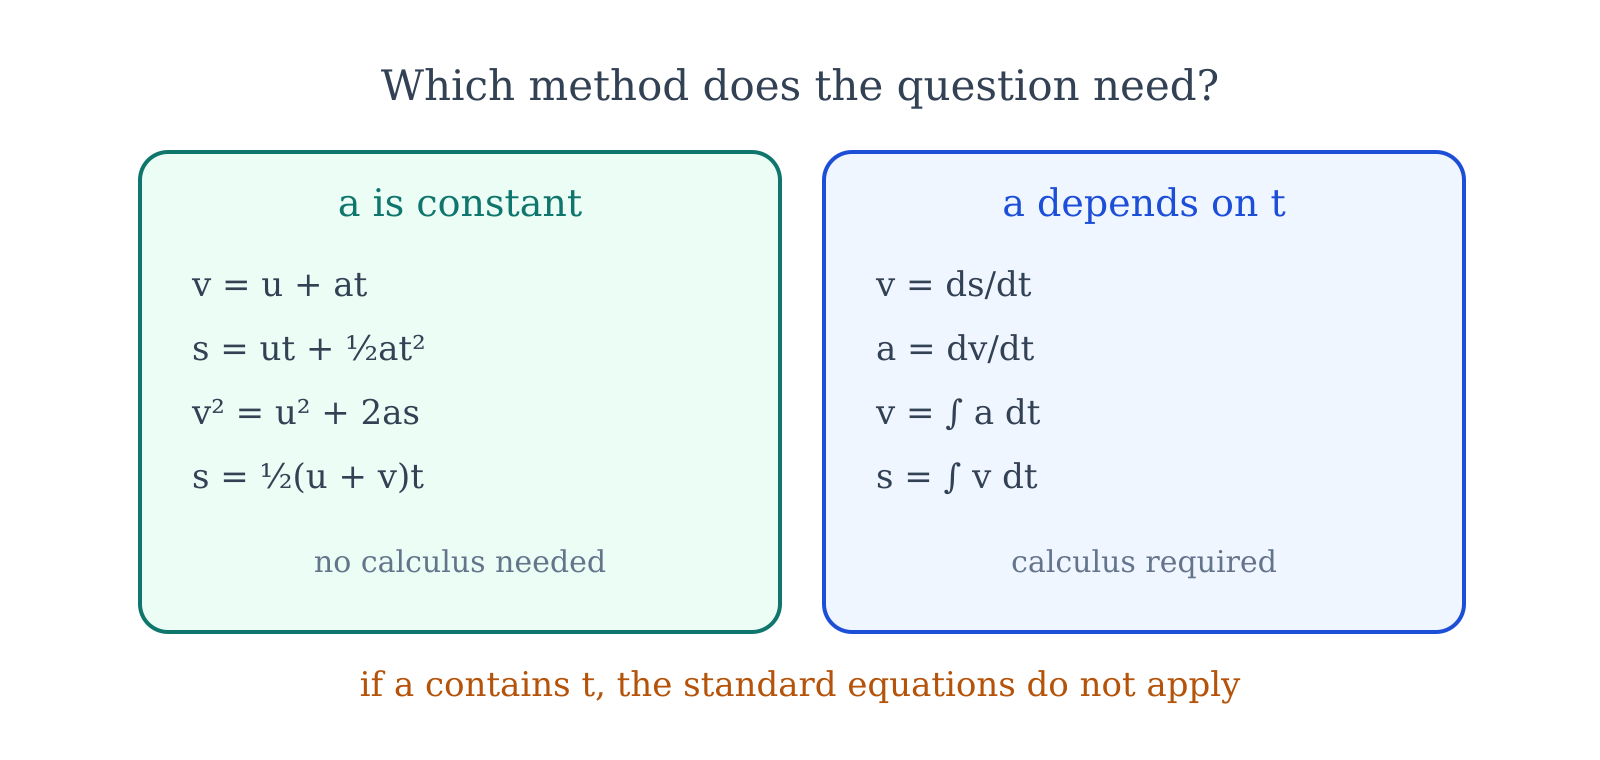 Which method does the question need?
a is constant
v = u + at
s = ut + ½at²
v² = u² + 2as
s = ½(u + v)t
no calculus needed
a depends on t
v = ds/dt
a = dv/dt
v = ∫ a dt
s = ∫ v dt
calculus required
if a contains t, the standard equations do not apply